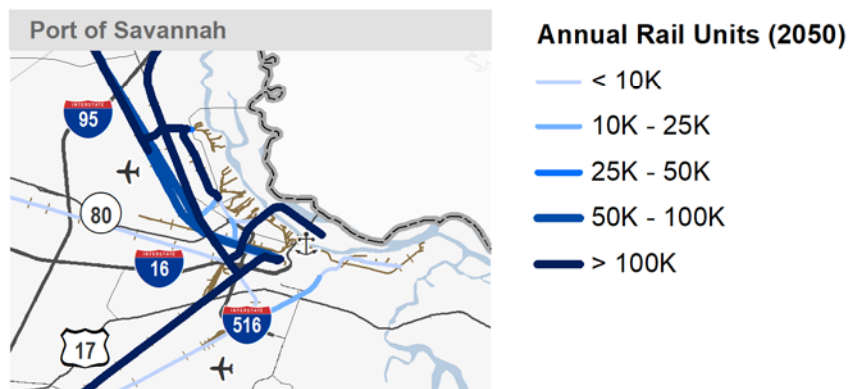 Port of Savannah
INTERSTATE
95
80
INTERSTATE
16
INTERSTATE
516
17
Annual Rail Units (2050)
< 10K
10K - 25K
25K - 50K
50K - 100K
> 100K